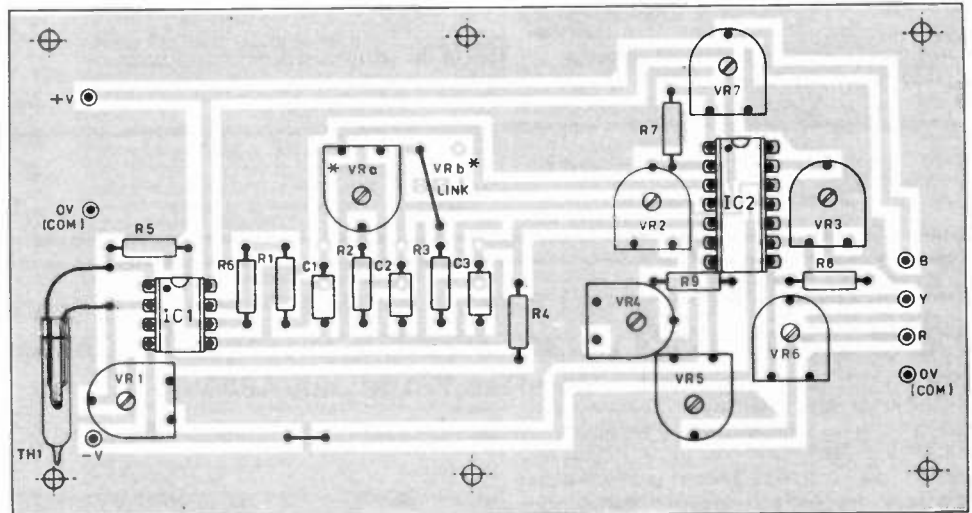 VR7
+V
R7
* VRa
VRb *
LINK
0V
(COM)
R5
VR2
IC2
VR3
R6
R1
C1
R2
C2
R3
C3
R9
R8
B
IC1
R4
VR4
Y
VR6
R
VR1
VR5
0V
(COM)
-V
TH1